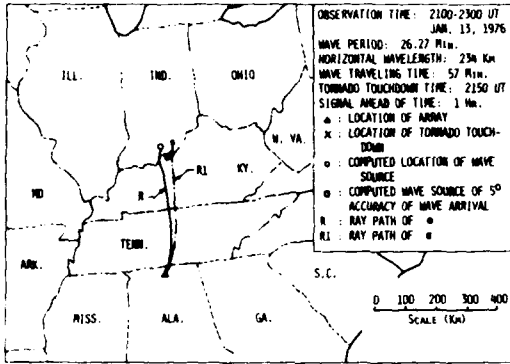 OBSERVATION TIME: 2100-2300 UT
JAN. 13, 1976
WAVE PERIOD: 26.27 MIN.
HORIZONTAL WAVELENGTH: 234 KM
WAVE TRAVELING TIME: 57 MIN.
TORNADO TOUCHDOWN TIME: 2150 UT
SIGNAL AHEAD OF TIME: 1 HR.
▲ : LOCATION OF ARRAY
X : LOCATION OF TORNADO TOUCH-
DOWN
o : COMPUTED LOCATION OF WAVE
SOURCE
: COMPUTED WAVE SOURCE OF 5°
ACCURACY OF WAVE ARRIVAL
R : RAY PATH OF
R1 : RAY PATH OF
ILL.
IND.
OHIO
W. VA.
R1
KY.
MO
R
TENN.
ARK.
S.C.
MISS.
ALA.
GA.
0 100 200 300 400
SCALE (KM)